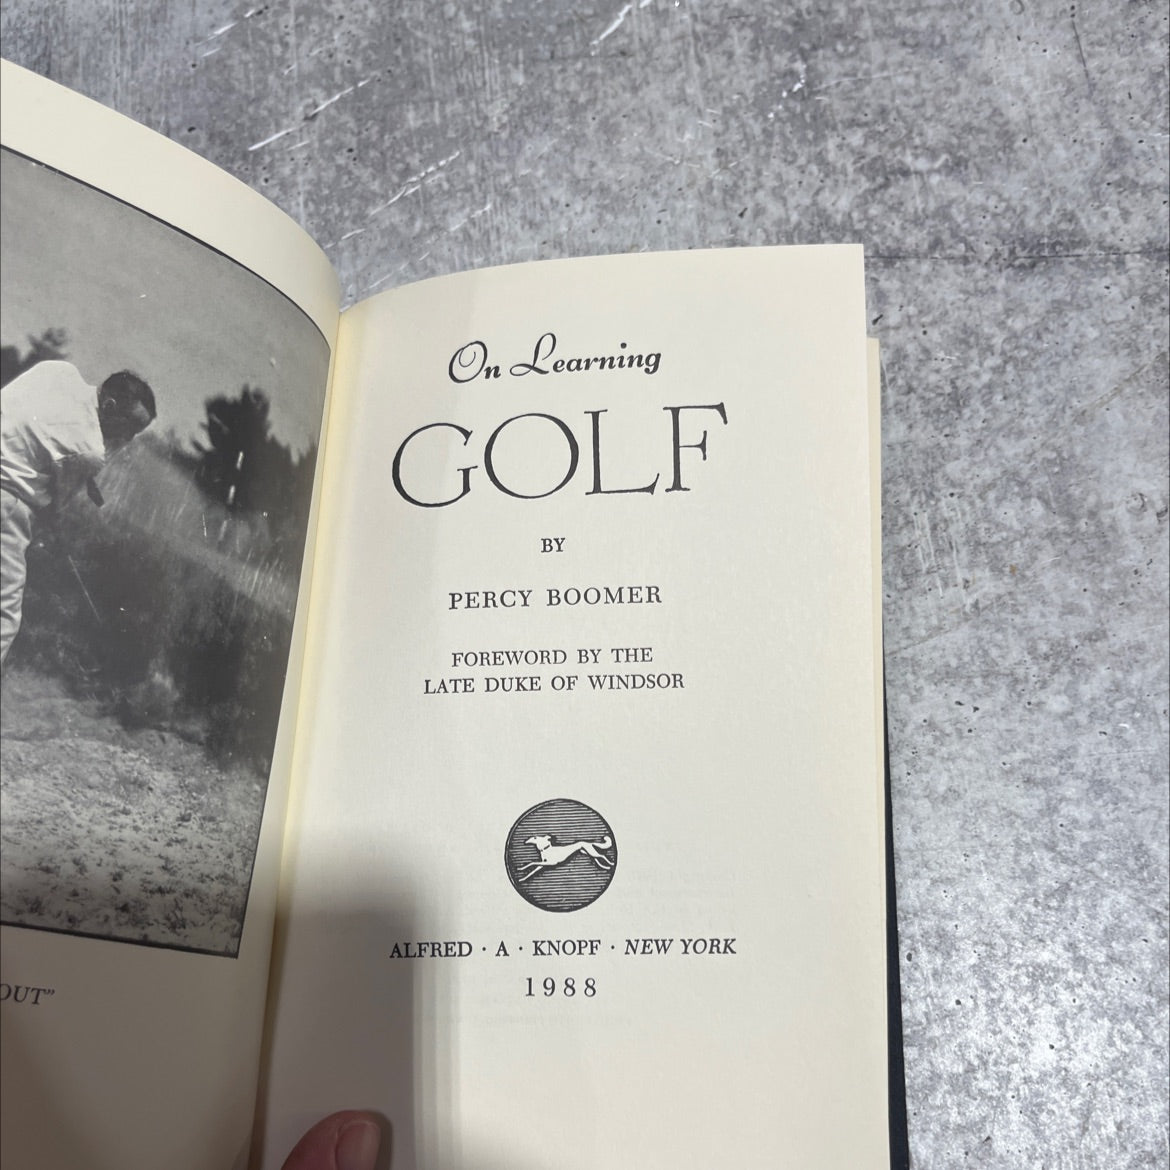 OUT”
On Learning
GOLF
BY
PERCY BOOMER
FOREWORD BY THE
LATE DUKE OF WINDSOR
ALFRED · A · KNOPF · NEW YORK
1988